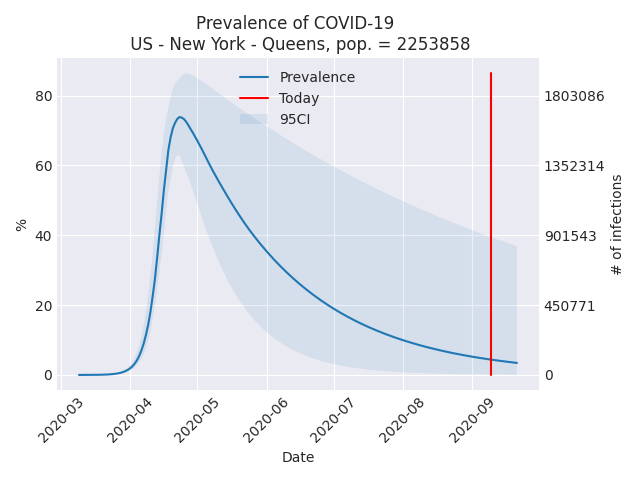 Prevalence of COVID-19
US - New York - Queens, pop. = 2253858
Prevalence
Today
95CI
80
60
40
20
0
%
1803086
1352314
901543
450771
0
# of infections
2020-03
2020-04
2020-05
2020-06
2020-07
2020-08
2020-09
Date